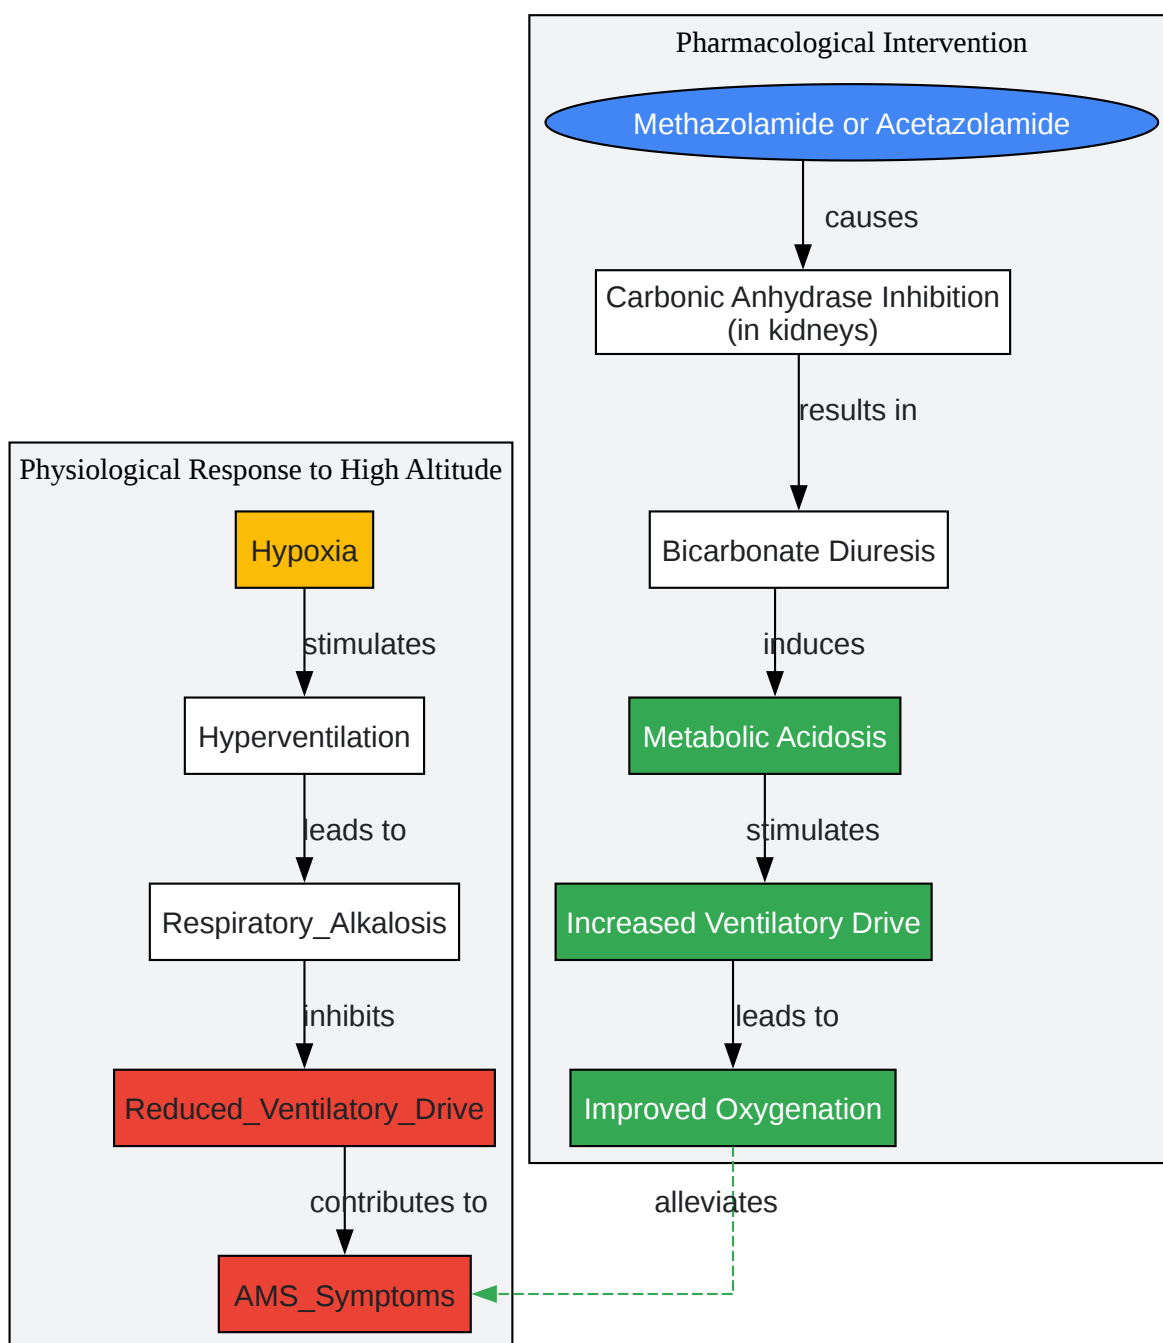 Pharmacological Intervention
Methazolamide or Acetazolamide
causes
Carbonic Anhydrase Inhibition
(in kidneys)
results in
Bicarbonate Diuresis
induces
Metabolic Acidosis
stimulates
Increased Ventilatory Drive
leads to
Improved Oxygenation
alleviates
Physiological Response to High Altitude
Hypoxia
stimulates
Hyperventilation
leads to
Respiratory_Alkalosis
inhibits
Reduced_Ventilatory_Drive
contributes to
AMS_Symptoms